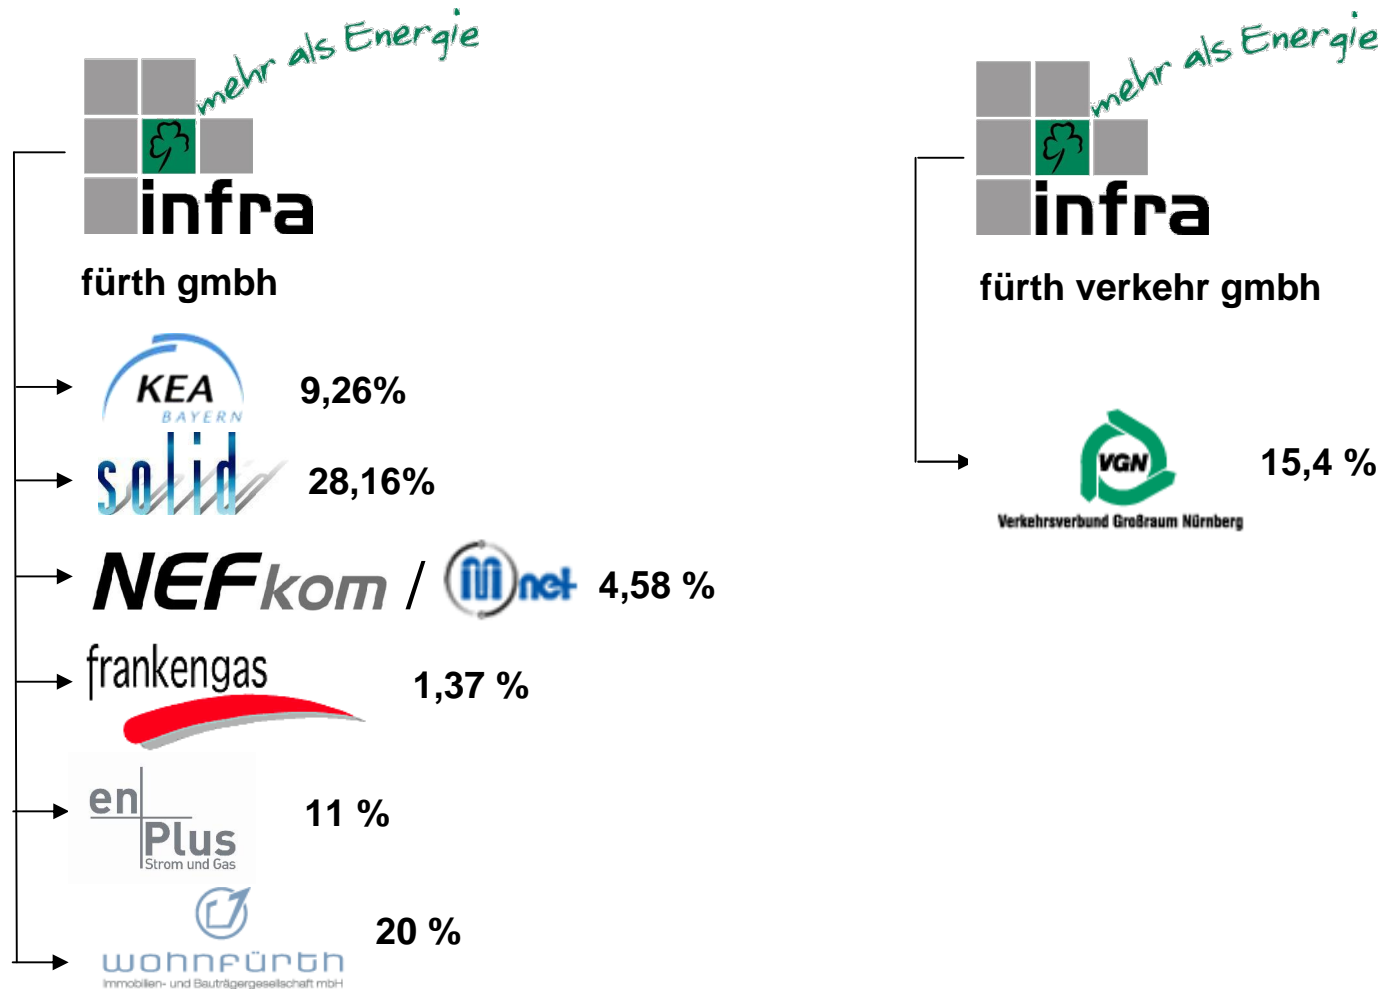 mehr als Energie
infra
fürth gmbh
KEA
BAYERN
9,26%
solid
28,16%
NEFkom / Mnet 4,58 %
frankengas
1,37 %
en
Plus
Strom und Gas
11 %
20 %
wohnfürth
Immobilien- und Bauträgergesellschaft mbH
mehr als Energie
infra
fürth verkehr gmbh
VGN
15,4 %
Verkehrsverbund Großraum Nürnberg